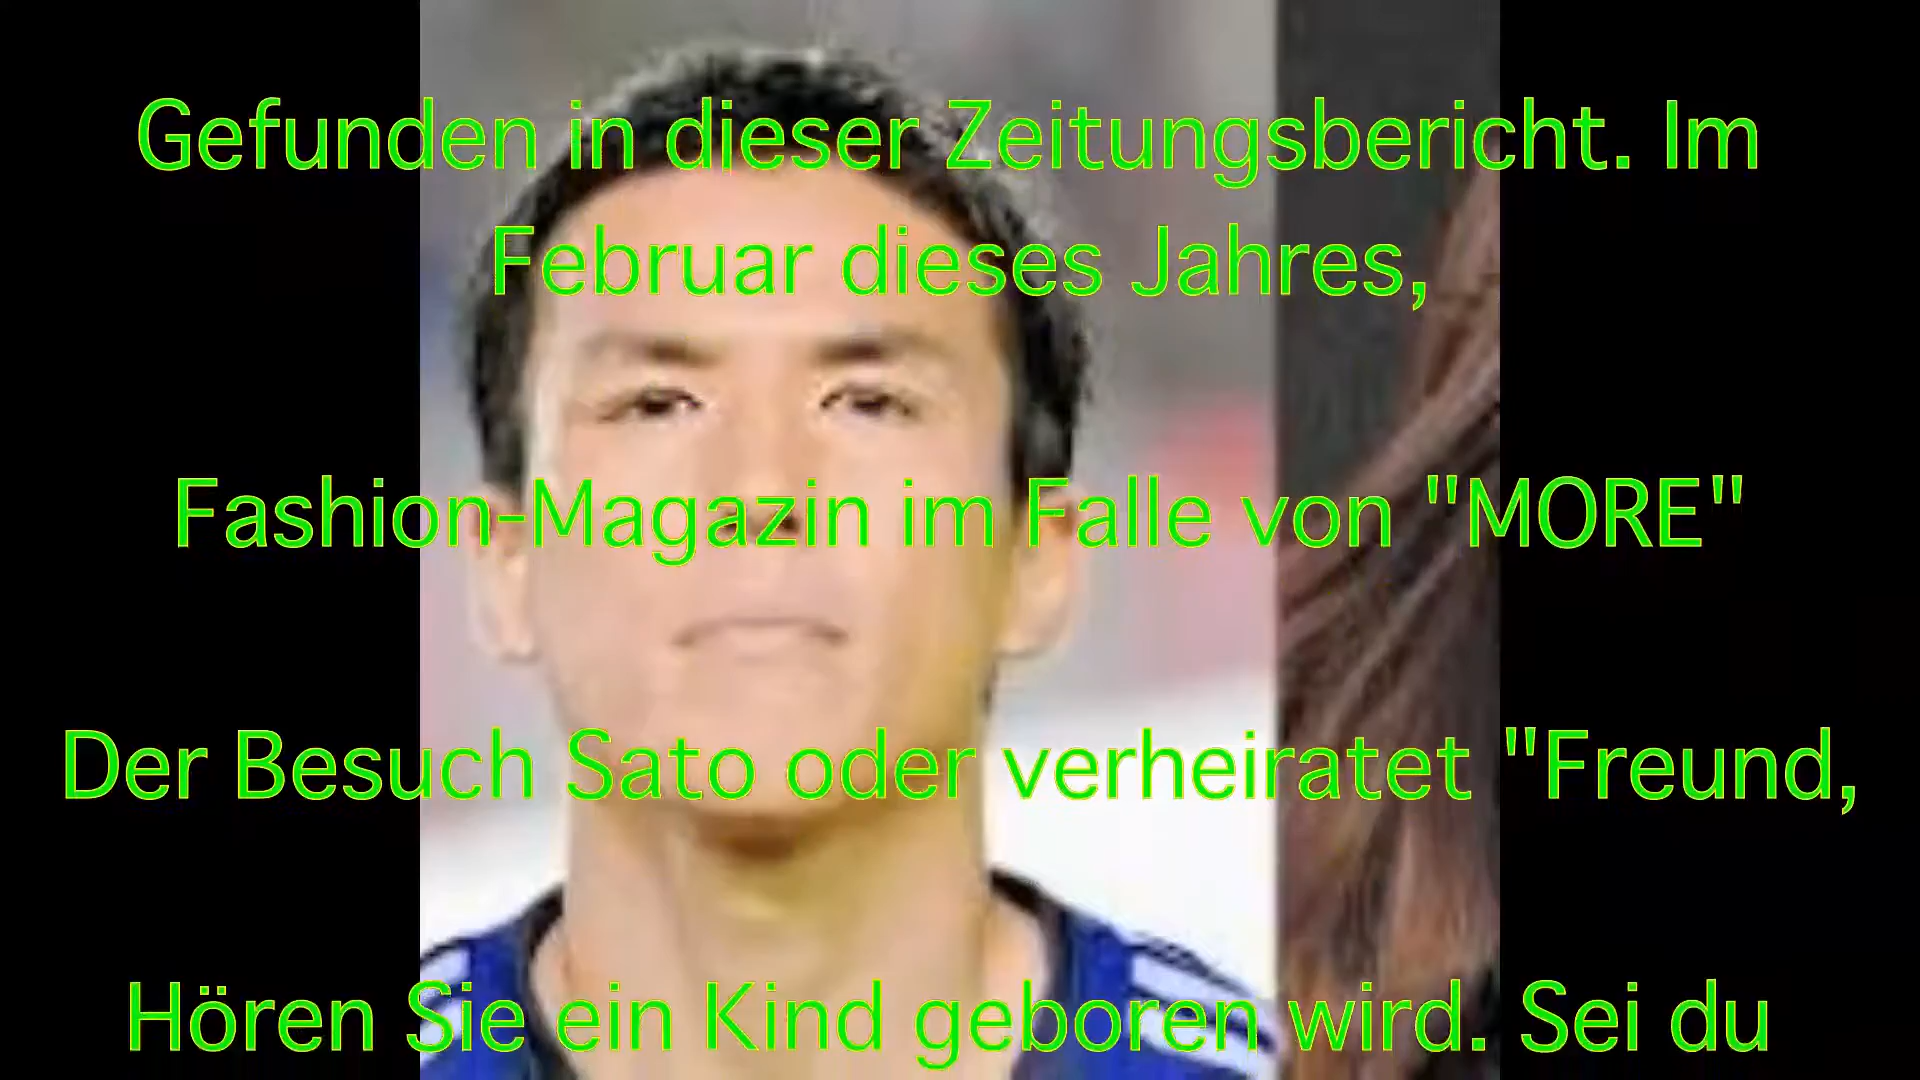 Gefunden in dieser Zeitungsbericht. Im
Februar dieses Jahres,
Fashion-Magazin im Falle von "MORE"
Der Besuch Sato oder verheiratet "Freund,
Hören Sie ein Kind geboren wird. Sei du